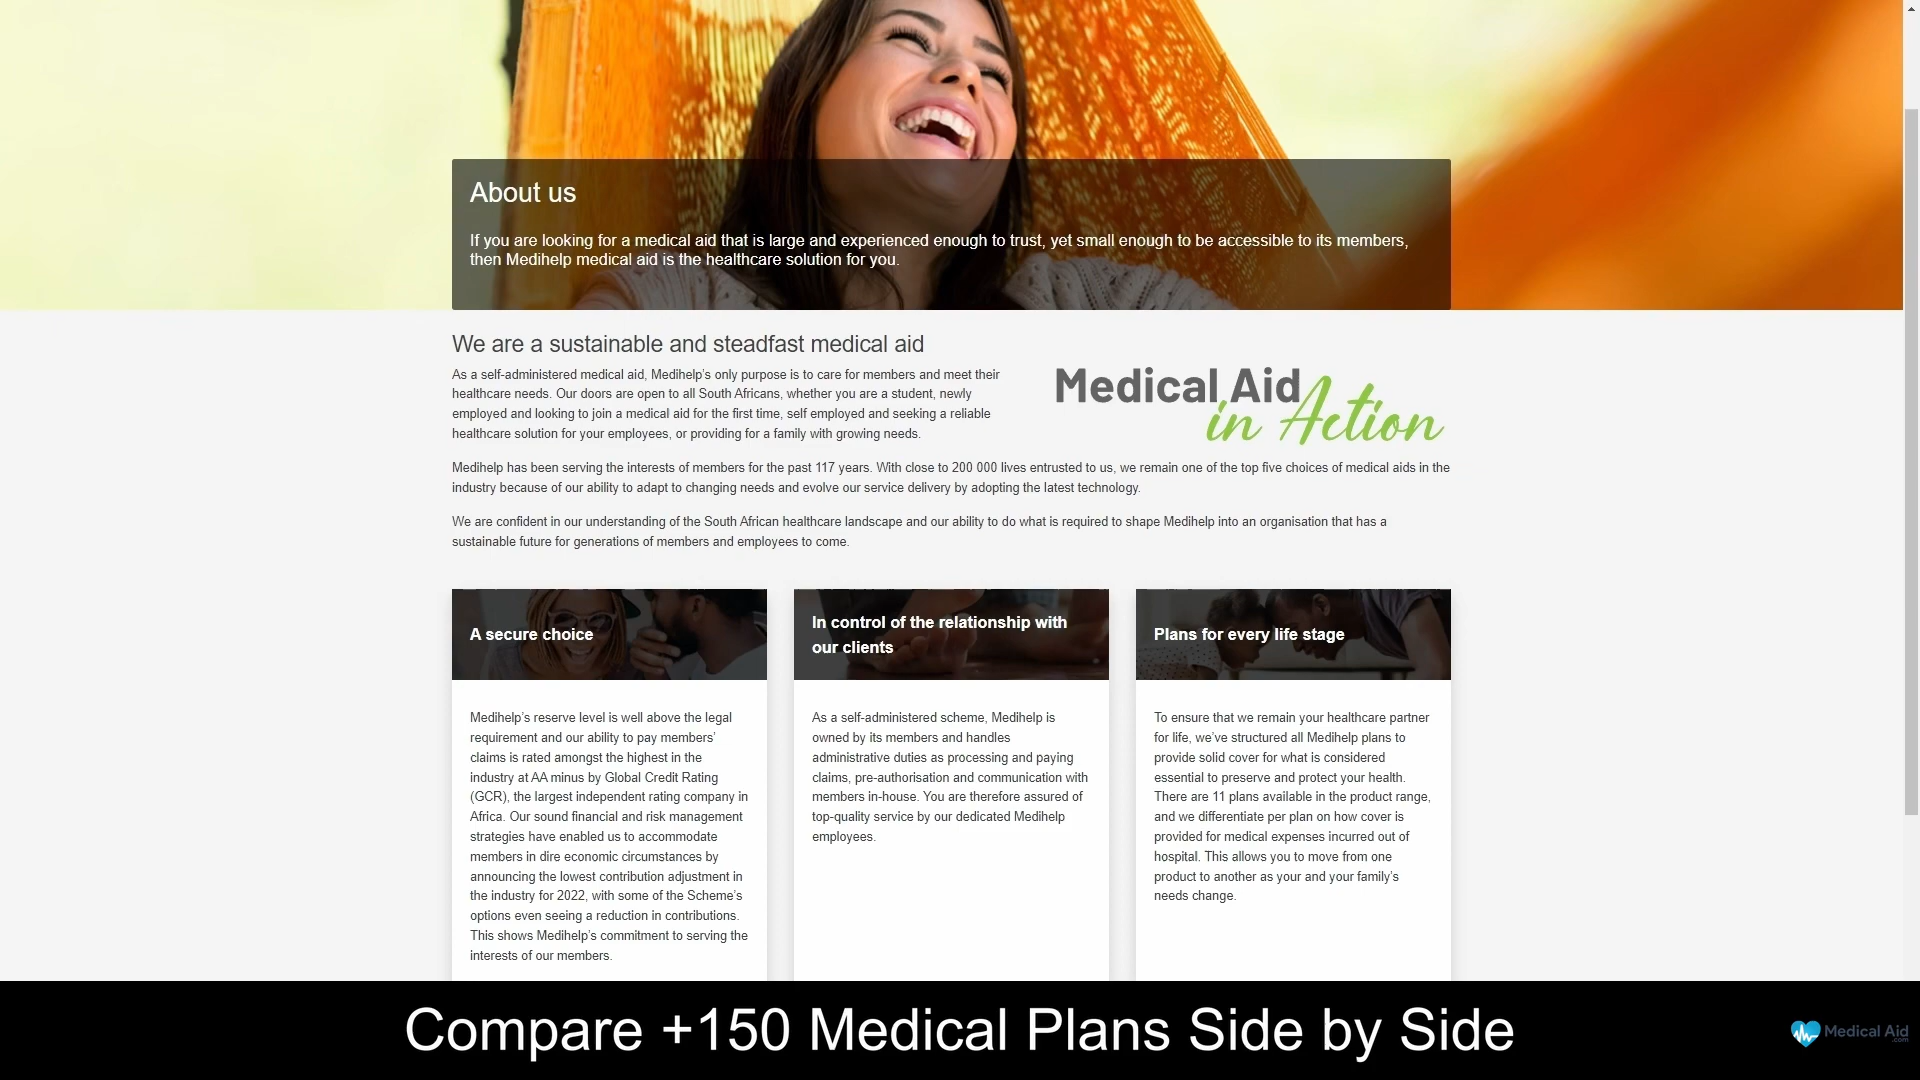 About us
If you are looking for a medical aid that is large and experienced enough to trust, yet small enough to be accessible to its members,
then Medihelp medical aid is the healthcare solution for you.
We are a sustainable and steadfast medical aid
As a self-administered medical aid, Medihelp’s only purpose is to care for members and meet their
healthcare needs. Our doors are open to all South Africans, whether you are a student, newly
employed and looking to join a medical aid for the first time, self employed and seeking a reliable
healthcare solution for your employees, or providing for a family with growing needs.
Medical Aid
in Action
Medihelp has been serving the interests of members for the past 117 years. With close to 200 000 lives entrusted to us, we remain one of the top five choices of medical aids in the
industry because of our ability to adapt to changing needs and evolve our service delivery by adopting the latest technology.
We are confident in our understanding of the South African healthcare landscape and our ability to do what is required to shape Medihelp into an organisation that has a
sustainable future for generations of members and employees to come.
A secure choice
Medihelp’s reserve level is well above the legal
requirement and our ability to pay members’
claims is rated amongst the highest in the
industry at AA minus by Global Credit Rating
(GCR), the largest independent rating company in
Africa. Our sound financial and risk management
strategies have enabled us to accommodate
members in dire economic circumstances by
announcing the lowest contribution adjustment in
the industry for 2022, with some of the Scheme’s
options even seeing a reduction in contributions.
This shows Medihelp’s commitment to serving the
interests of our members.
In control of the relationship with
our clients
As a self-administered scheme, Medihelp is
owned by its members and handles
administrative duties as processing and paying
claims, pre-authorisation and communication with
members in-house. You are therefore assured of
top-quality service by our dedicated Medihelp
employees.
Plans for every life stage
To ensure that we remain your healthcare partner
for life, we’ve structured all Medihelp plans to
provide solid cover for what is considered
essential to preserve and protect your health.
There are 11 plans available in the product range,
and we differentiate per plan on how cover is
provided for medical expenses incurred out of
hospital. This allows you to move from one
product to another as your and your family’s
needs change.
Compare +150 Medical Plans Side by Side
Medical Aid
.com